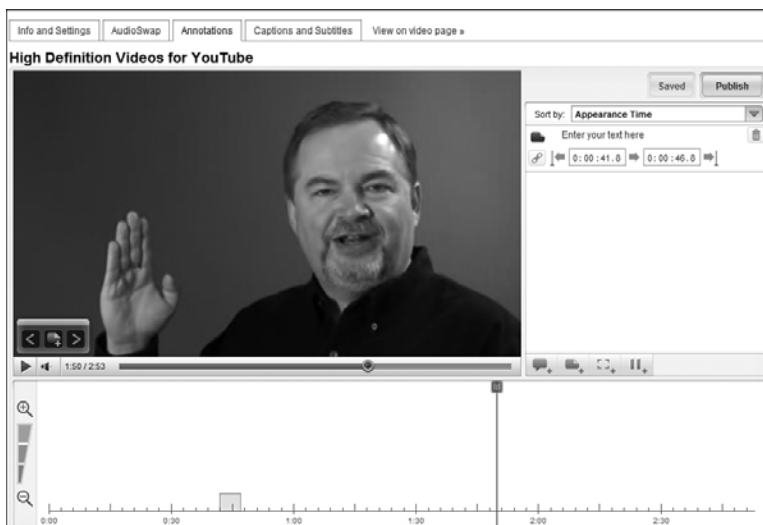 Info and Settings AudioSwap Annotations Captions and Subtitles View on video page »
High Definition Videos for YouTube
Saved Publish
Sort by: Appearance Time
Enter your text here
0:00:41.8 0:00:46.8
1:50 / 2:53
0:00 0:30 1:00 1:30 2:00 2:30